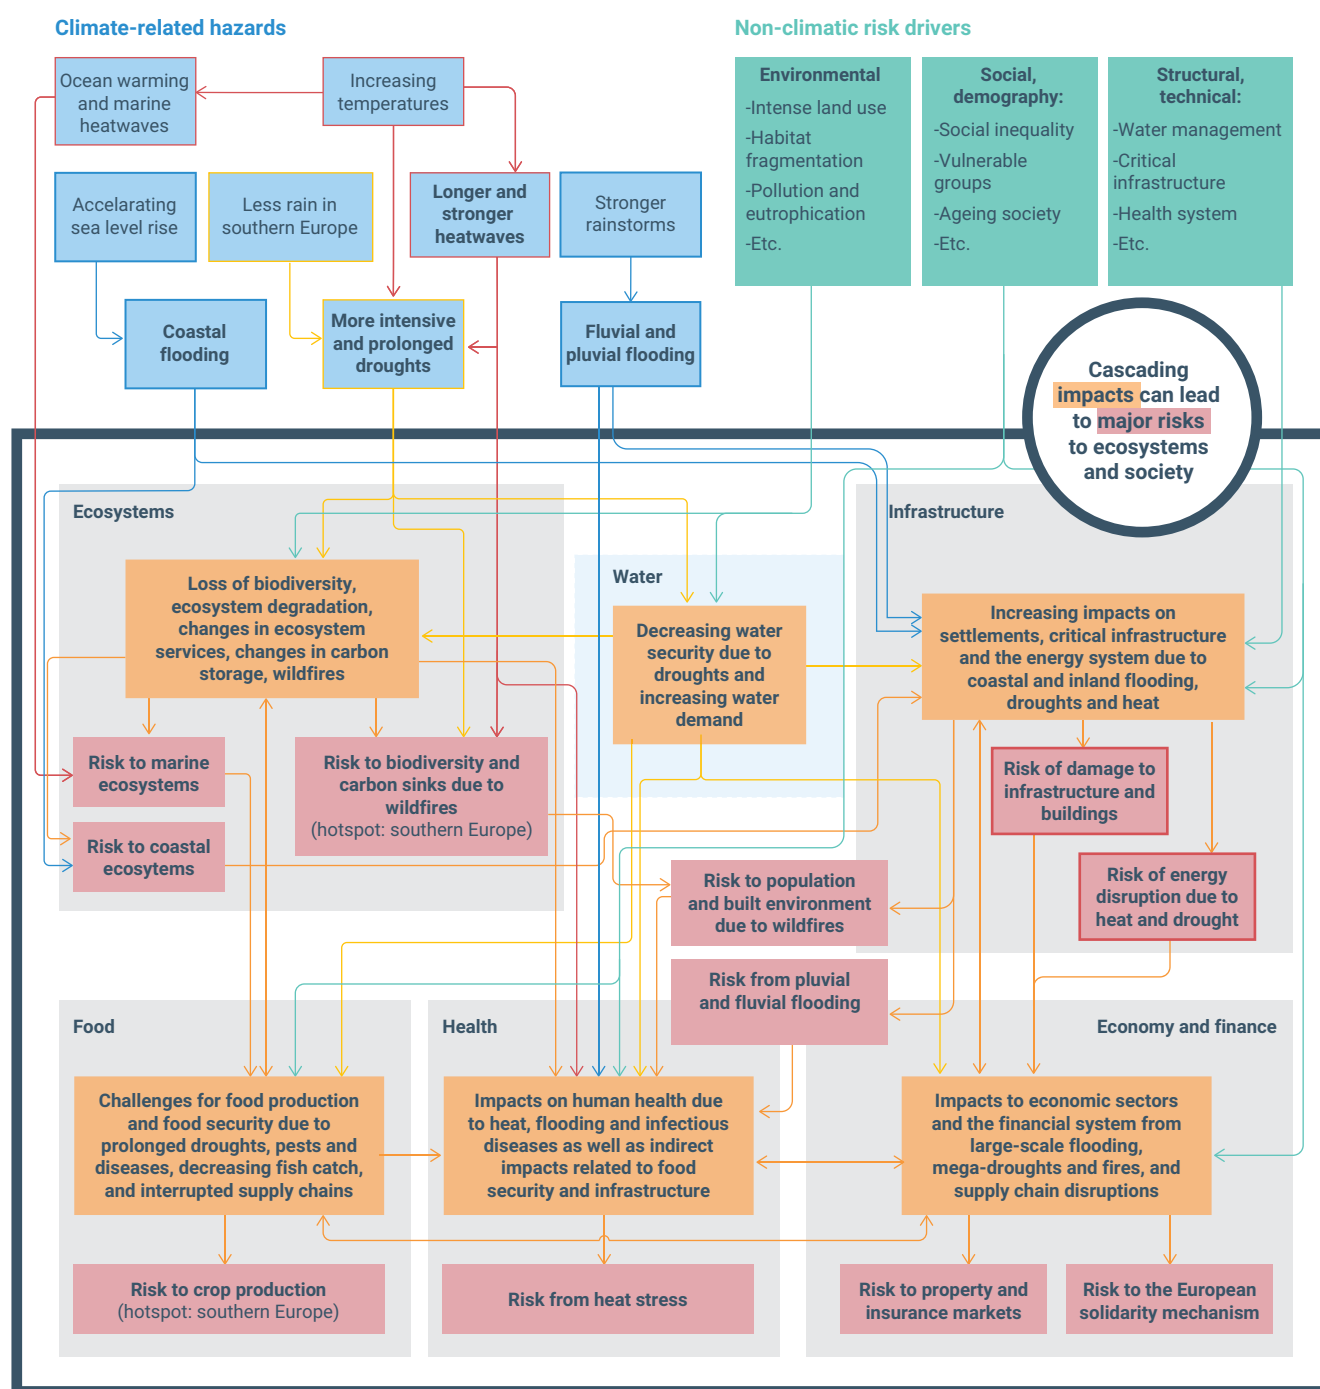 Climate-related hazards
Non-climatic risk drivers
Ocean warming
and marine
heatwaves
Increasing
temperatures
Accelarating
sea level rise
Less rain in
southern Europe
Longer and
stronger
heatwaves
Stronger
rainstorms
Coastal
flooding
More intensive
and prolonged
droughts
Fluvial and
pluvial flooding
Environmental
-Intense land use
-Habitat
fragmentation
-Pollution and
eutrophication
-Etc.
Social,
demography:
-Social inequality
-Vulnerable
groups
-Ageing society
-Etc.
Structural,
technical:
-Water management
-Critical
infrastructure
-Health system
-Etc.
Cascading
impacts can lead
to major risks
to ecosystems
and society
Ecosystems
Loss of biodiversity,
ecosystem degradation,
changes in ecosystem
services, changes in carbon
storage, wildfires
Risk to marine
ecosystems
Risk to coastal
ecosytems
Risk to biodiversity and
carbon sinks due to
wildfires
(hotspot: southern Europe)
Water
Decreasing water
security due to
droughts and
increasing water
demand
Infrastructure
Increasing impacts on
settlements, critical infrastructure
and the energy system due to
coastal and inland flooding,
droughts and heat
Risk of damage to
infrastructure and
buildings
Risk of energy
disruption due to
heat and drought
Risk to population
and built environment
due to wildfires
Risk from pluvial
and fluvial flooding
Food
Challenges for food production
and food security due to
prolonged droughts, pests and
diseases, decreasing fish catch,
and interrupted supply chains
Risk to crop production
(hotspot: southern Europe)
Health
Impacts on human health due
to heat, flooding and infectious
diseases as well as indirect
impacts related to food
security and infrastructure
Risk from heat stress
Economy and finance
Impacts to economic sectors
and the financial system from
large-scale flooding,
mega-droughts and fires, and
supply chain disruptions
Risk to property and
insurance markets
Risk to the European
solidarity mechanism